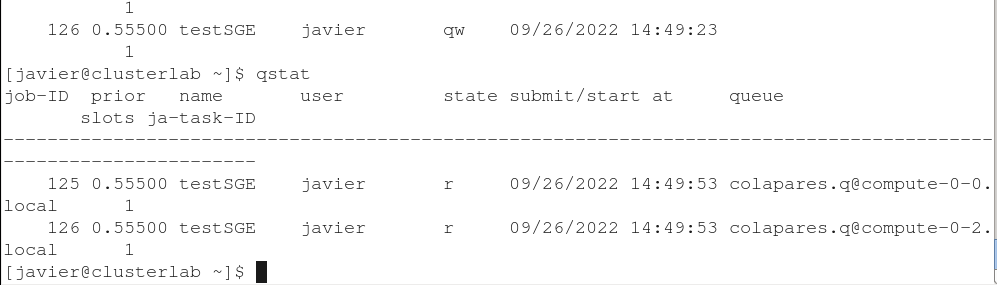 1
126 0.55500 testSGE javier qw 09/26/2022 14:49:23
1
[javier@clusterlab ~]$ qstat
job-ID prior name user state submit/start at queue
slots ja-task-ID
------------------------------------------------------------------------------------------
-----------------------
125 0.55500 testSGE javier r 09/26/2022 14:49:53 colapares.q@compute-0-0.
local 1
126 0.55500 testSGE javier r 09/26/2022 14:49:53 colapares.q@compute-0-2.
local 1
[javier@clusterlab ~]$